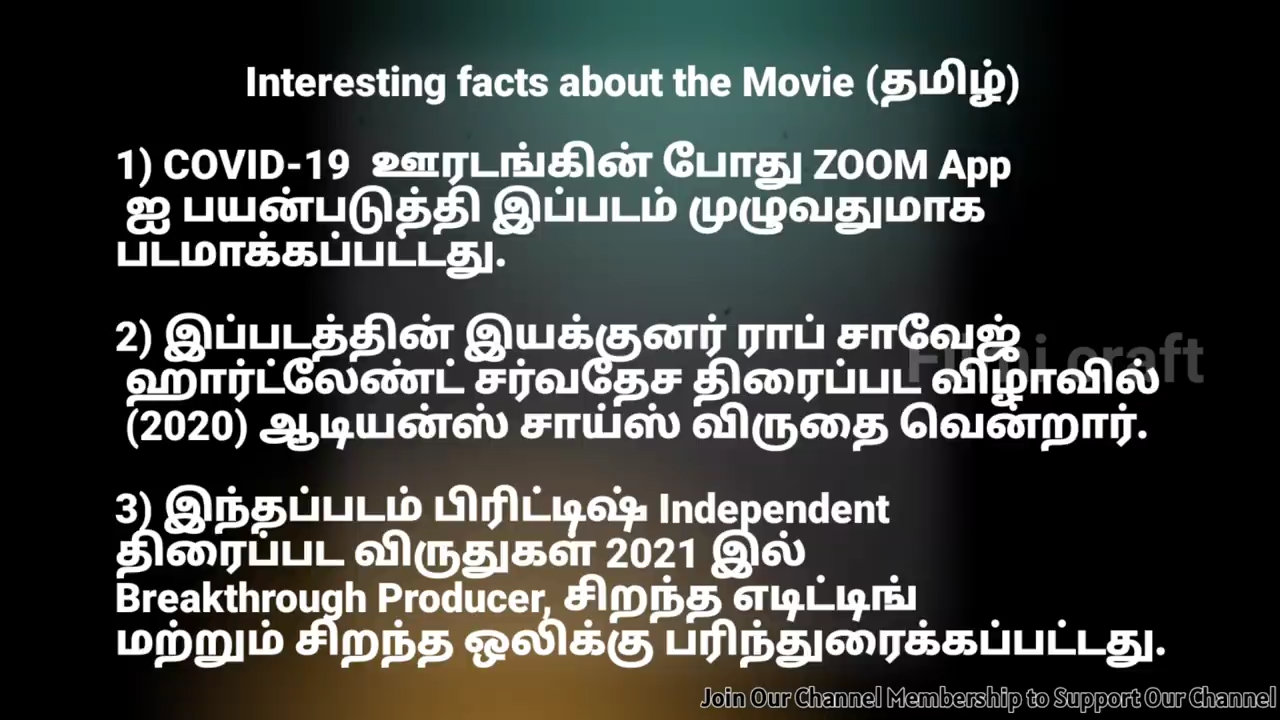 Interesting facts about the Movie (தமிழ்)
1) COVID-19 ஊரடங்கின் போது ZOOM App
ஐ பயன்படுத்தி இப்படம் முழுவதுமாக
படமாக்கப்பட்டது.
2) இப்படத்தின் இயக்குனர் ராப் சாவேஜ்
ஹார்ட்லேண்ட் சர்வதேச திரைப்பட விழாவில்
(2020) ஆடியன்ஸ் சாய்ஸ் விருதை வென்றார்.
3) இந்தப்படம் பிரிட்டிஷ் Independent
திரைப்பட விருதுகள் 2021 இல்
Breakthrough Producer, சிறந்த எடிட்டிங்
மற்றும் சிறந்த ஒலிக்கு பரிந்துரைக்கப்பட்டது.
Join Our Channel Membership to Support Our Channel